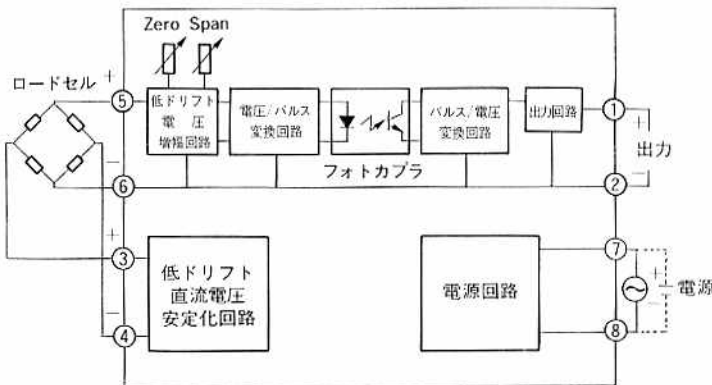 Zero Span
ロードセル
+
⑤
低ドリフト
電圧
増幅回路
電圧/パルス
変換回路
フォトカプラ
パルス/電圧
変換回路
出力回路
①
+
出力
−
②
−
⑥
+
③
低ドリフト
直流電圧
安定化回路
−
④
電源回路
⑦
+
電源
−
⑧